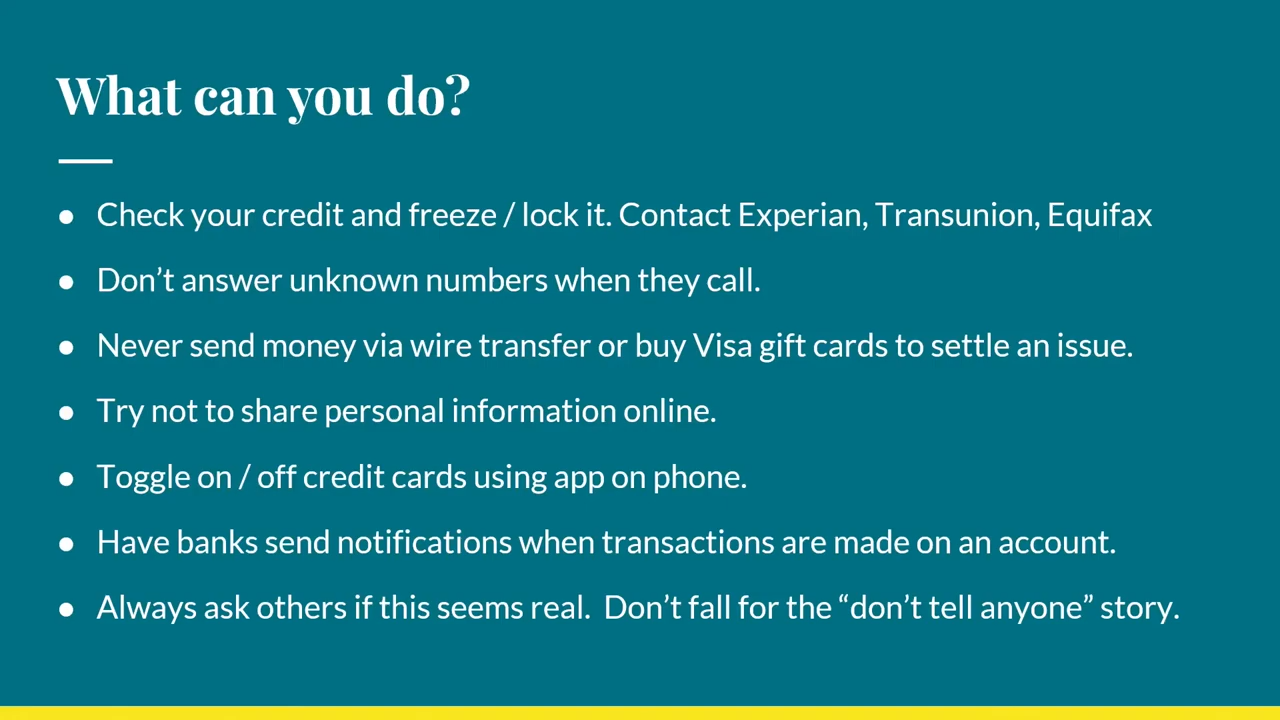 What can you do?
● Check your credit and freeze / lock it. Contact Experian, Transunion, Equifax
● Don’t answer unknown numbers when they call.
● Never send money via wire transfer or buy Visa gift cards to settle an issue.
● Try not to share personal information online.
● Toggle on / off credit cards using app on phone.
● Have banks send notifications when transactions are made on an account.
● Always ask others if this seems real.  Don’t fall for the “don’t tell anyone” story.